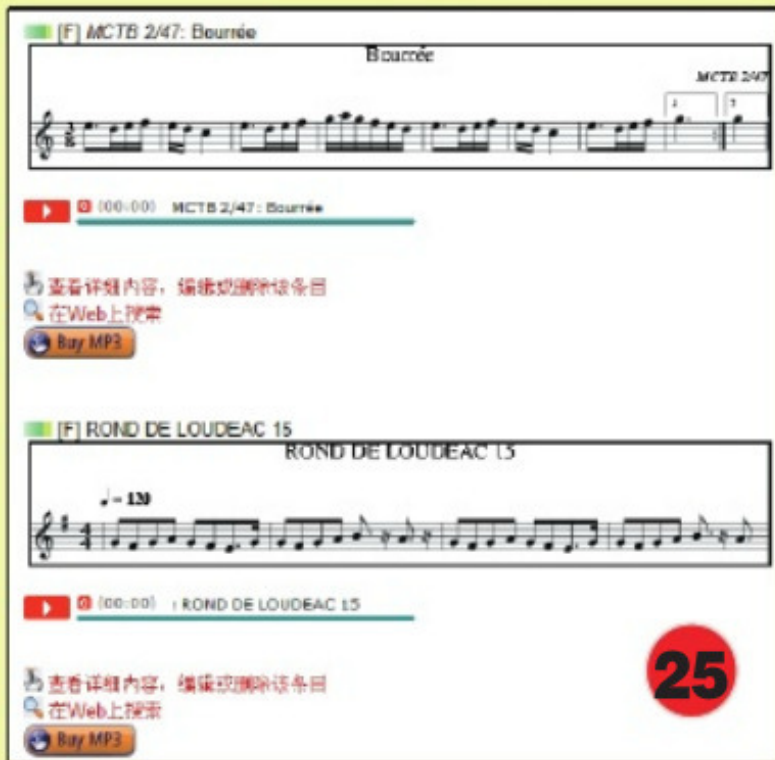 [F] MCTB 2/47: Bourrée
Bourrée
MCTB 2/47
1
2
(00:00) MCTB 2/47: Bourrée
查看详细内容，编辑或删除该条目
在Web上搜索
Buy MP3
[F] ROND DE LOUDEAC 15
ROND DE LOUDEAC 15
♩ = 120
4
4
(00:00) : ROND DE LOUDEAC 15
查看详细内容，编辑或删除该条目
在Web上搜索
Buy MP3
25